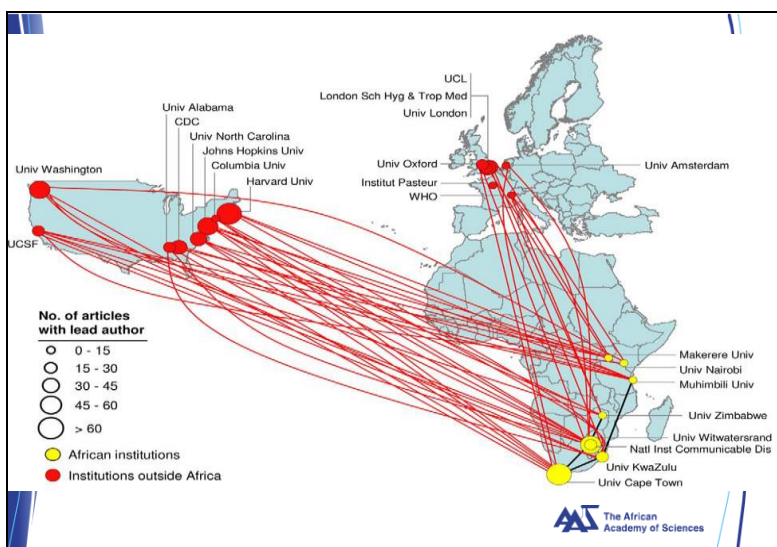 UCL
London Sch Hyg & Trop Med
Univ London
Univ Alabama
CDC
Univ North Carolina
Johns Hopkins Univ
Columbia Univ
Harvard Univ
Univ Washington
Univ Oxford
Univ Amsterdam
Institut Pasteur
WHO
UCSF
No. of articles
with lead author
0 - 15
15 - 30
30 - 45
45 - 60
> 60
African institutions
Institutions outside Africa
Makerere Univ
Univ Nairobi
Muhimbili Univ
Univ Zimbabwe
Univ Witwatersrand
Natl Inst Communicable Dis
Univ KwaZulu
Univ Cape Town
AAS
The African
Academy of Sciences